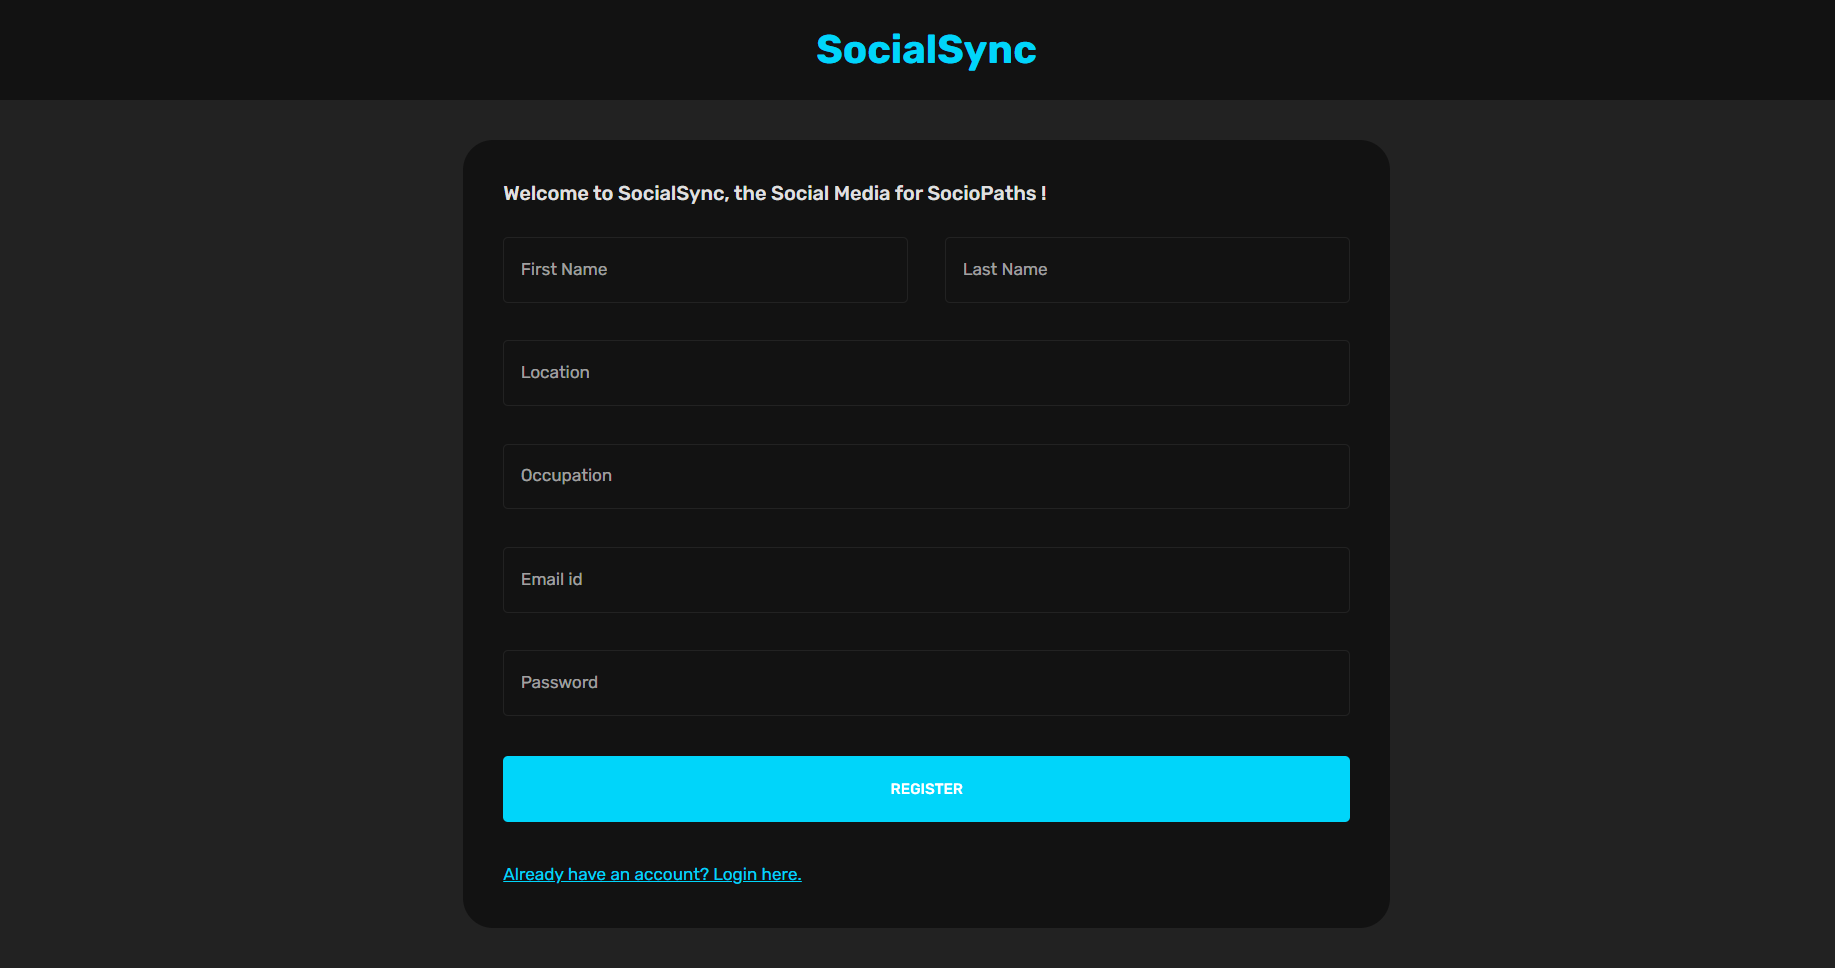 SocialSync
Welcome to SocialSync, the Social Media for SocioPaths !
First Name
Last Name
Location
Occupation
Email id
Password
REGISTER
Already have an account? Login here.